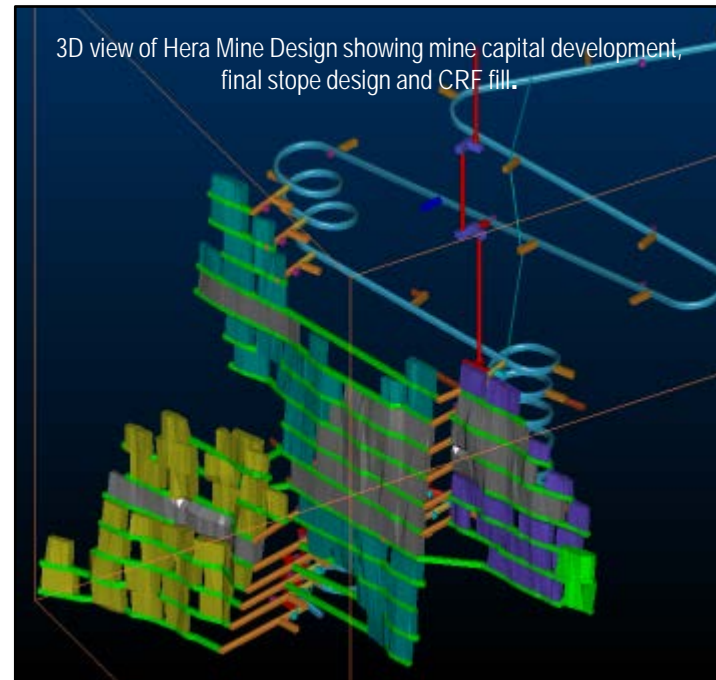 3D view of Hera Mine Design showing mine capital development,
final stope design and CRF fill.